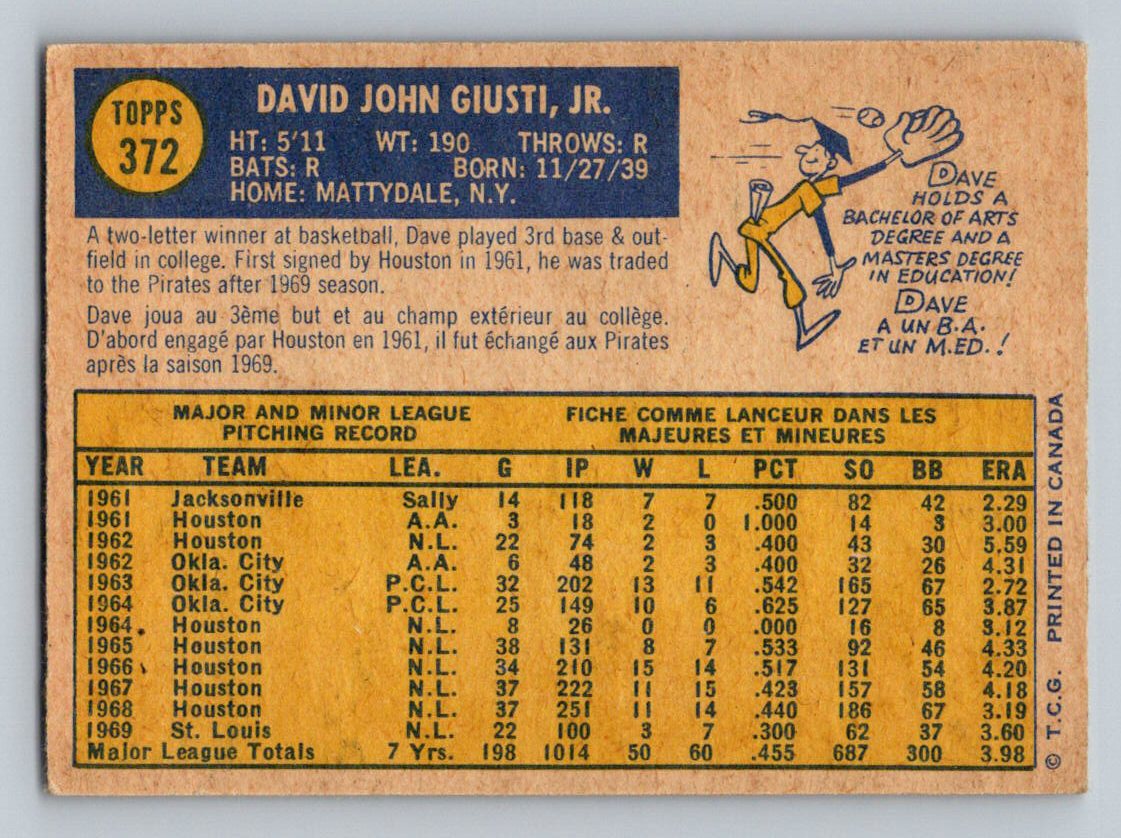 TOPPS
372
DAVID JOHN GIUSTI, JR.
HT: 5'11 WT: 190 THROWS: R
BATS: R BORN: 11/27/39
HOME: MATTYDALE, N.Y.
A two-letter winner at basketball, Dave played 3rd base & out-
field in college. First signed by Houston in 1961, he was traded
to the Pirates after 1969 season.
Dave joua au 3ème but et au champ extérieur au collège.
D'abord engagé par Houston en 1961, il fut échangé aux Pirates
après la saison 1969.
DAVE
HOLDS A
BACHELOR OF ARTS
DEGREE AND A
MASTERS DEGREE
IN EDUCATION!
DAVE
A UN B.A.
ET UN M.ED.!
MAJOR AND MINOR LEAGUE
PITCHING RECORD
FICHE COMME LANCEUR DANS LES
MAJEURES ET MINEURES
YEAR TEAM LEA. G IP W L PCT SO BB ERA
1961 Jacksonville Sally 14 118 7 7 .500 82 42 2.29
1961 Houston A.A. 3 18 2 0 1.000 14 3 3.00
1962 Houston N.L. 22 74 2 3 .400 43 30 5.59
1962 Okla. City A.A. 6 48 2 3 .400 32 26 4.31
1963 Okla. City P.C.L. 32 202 13 11 .542 165 67 2.72
1964 Okla. City P.C.L. 25 149 10 6 .625 127 65 3.87
1964 Houston N.L. 8 26 0 0 .000 16 8 3.12
1965 Houston N.L. 38 131 8 7 .533 92 46 4.33
1966 Houston N.L. 34 210 15 14 .517 131 54 4.20
1967 Houston N.L. 37 222 11 15 .423 157 58 4.18
1968 Houston N.L. 37 251 11 14 .440 186 67 3.19
1969 St. Louis N.L. 22 100 3 7 .300 62 37 3.60
Major League Totals 7 Yrs. 198 1014 50 60 .455 687 300 3.98
© T.C.G. PRINTED IN CANADA